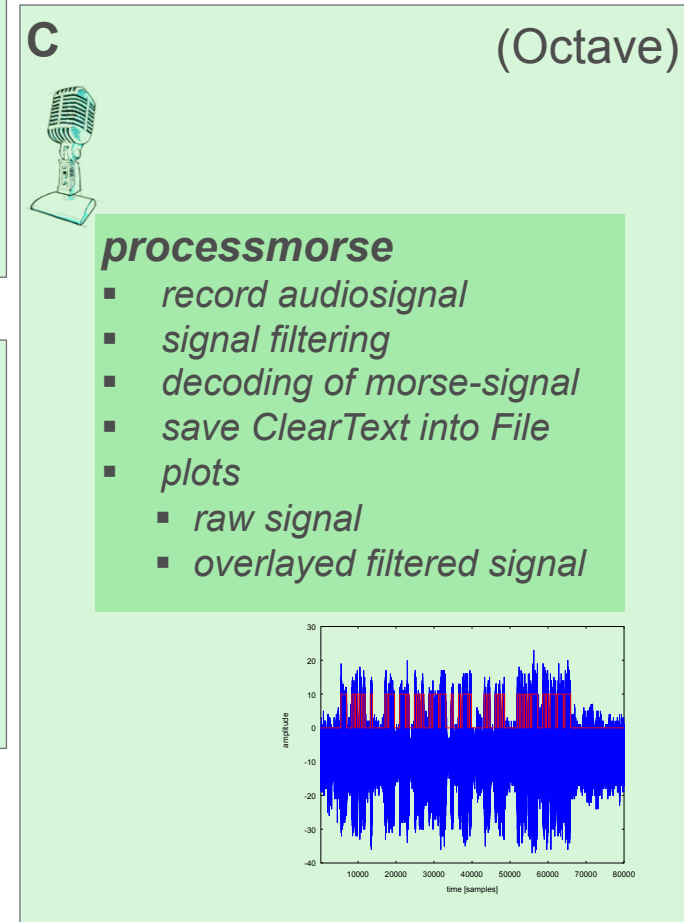 C
(Octave)
processmorse
▪ record audiosignal
▪ signal filtering
▪ decoding of morse-signal
▪ save ClearText into File
▪ plots
▪ raw signal
▪ overlayed filtered signal
30
20
10
0
-10
-20
-30
-40
amplitude
10000 20000 30000 40000 50000 60000 70000 80000
time [samples]